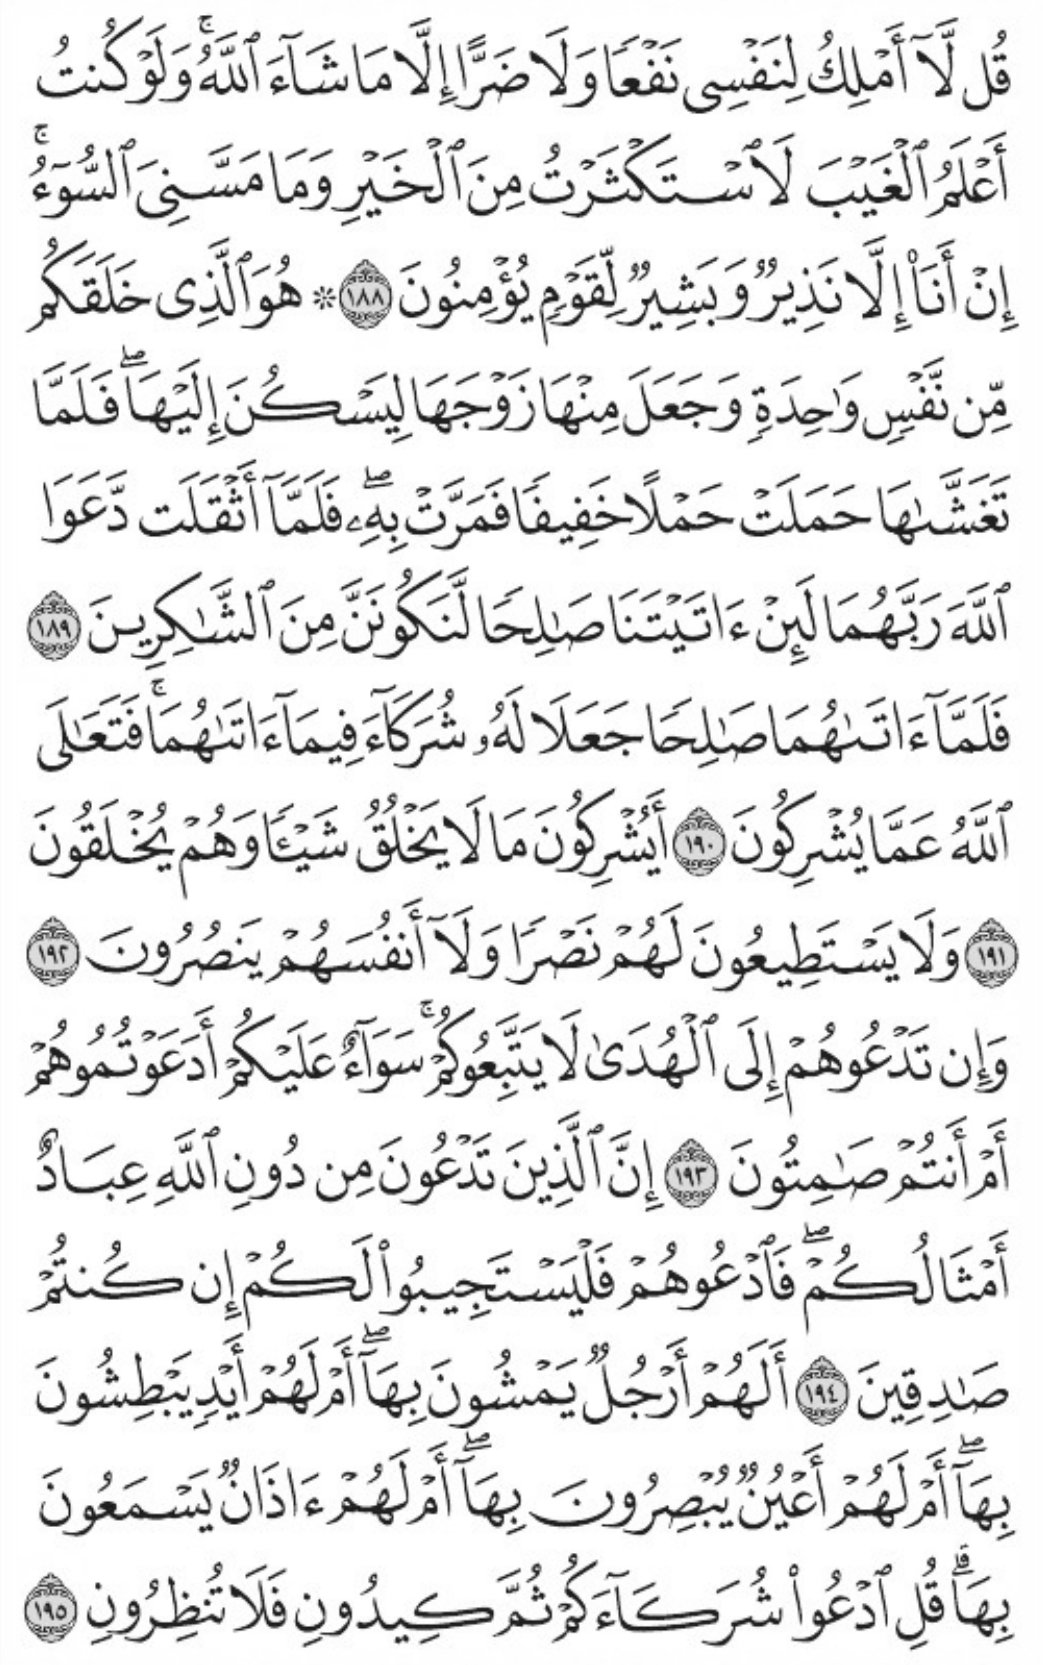 قُل لَّآ أَمْلِكُ لِنَفْسِى نَفْعًا وَلَا ضَرًّا إِلَّا مَا شَآءَ ٱللَّهُ ۚ وَلَوْ كُنتُ
أَعْلَمُ ٱلْغَيْبَ لَٱسْتَكْثَرْتُ مِنَ ٱلْخَيْرِ وَمَا مَسَّنِىَ ٱلسُّوٓءُ ۚ
إِنْ أَنَا۠ إِلَّا نَذِيرٌ وَبَشِيرٌ لِّقَوْمٍ يُؤْمِنُونَ ١٨٨ * هُوَ ٱلَّذِى خَلَقَكُم
مِّن نَّفْسٍ وَٰحِدَةٍ وَجَعَلَ مِنْهَا زَوْجَهَا لِيَسْكُنَ إِلَيْهَا ۖ فَلَمَّا
تَغَشَّىٰهَا حَمَلَتْ حَمْلًا خَفِيفًا فَمَرَّتْ بِهِۦ ۖ فَلَمَّآ أَثْقَلَت دَّعَوَا
ٱللَّهَ رَبَّهُمَا لَئِنْ ءَاتَيْتَنَا صَٰلِحًا لَّنَكُونَنَّ مِنَ ٱلشَّٰكِرِينَ ١٨٩
فَلَمَّآ ءَاتَىٰهُمَا صَٰلِحًا جَعَلَا لَهُۥ شُرَكَآءَ فِيمَآ ءَاتَىٰهُمَا ۚ فَتَعَٰلَى
ٱللَّهُ عَمَّا يُشْرِكُونَ ١٩٠ أَيُشْرِكُونَ مَا لَا يَخْلُقُ شَيْـًٔا وَهُمْ يُخْلَقُونَ
١٩١ وَلَا يَسْتَطِيعُونَ لَهُمْ نَصْرًا وَلَآ أَنفُسَهُمْ يَنصُرُونَ ١٩٢
وَإِن تَدْعُوهُمْ إِلَى ٱلْهُدَىٰ لَا يَتَّبِعُوكُمْ ۚ سَوَآءٌ عَلَيْكُمْ أَدَعَوْتُمُوهُمْ
أَمْ أَنتُمْ صَٰمِتُونَ ١٩٣ إِنَّ ٱلَّذِينَ تَدْعُونَ مِن دُونِ ٱللَّهِ عِبَادٌ
أَمْثَالُكُمْ ۖ فَٱدْعُوهُمْ فَلْيَسْتَجِيبُوا۟ لَكُمْ إِن كُنتُمْ
صَٰدِقِينَ ١٩٤ أَلَهُمْ أَرْجُلٌ يَمْشُونَ بِهَآ ۖ أَمْ لَهُمْ أَيْدٍ يَبْطِشُونَ
بِهَآ ۖ أَمْ لَهُمْ أَعْيُنٌ يُبْصِرُونَ بِهَآ ۖ أَمْ لَهُمْ ءَاذَانٌ يَسْمَعُونَ
بِهَا ۗ قُلِ ٱدْعُوا۟ شُرَكَآءَكُمْ ثُمَّ كِيدُونِ فَلَا تُنظِرُونِ ١٩٥